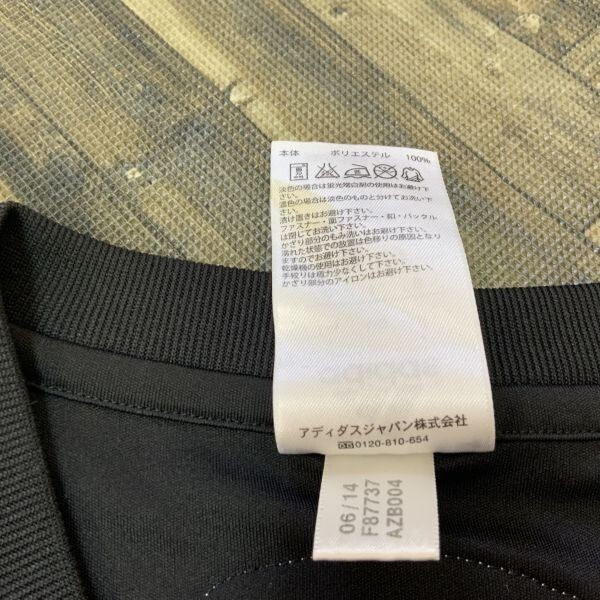 本体 ポリエステル 100%
淡色の場合は蛍光増白剤の使用はお避け下さい。
濃色の場合は淡色のものと分けてお洗い下さい。
漬け置きはお避け下さい。
ファスナー・面ファスナー・釦・バックルは閉じてお洗い下さい。
かざり部分のもみ洗いはお避け下さい。
濡れた状態での放置は色移りの原因となりますのでお避け下さい。
乾燥機の使用はお避け下さい。
手絞りは極力少なくして下さい。
かざり部分のアイロンはお避け下さい。
アディダスジャパン株式会社
0120-810-654
06/14
F87737
AZB004